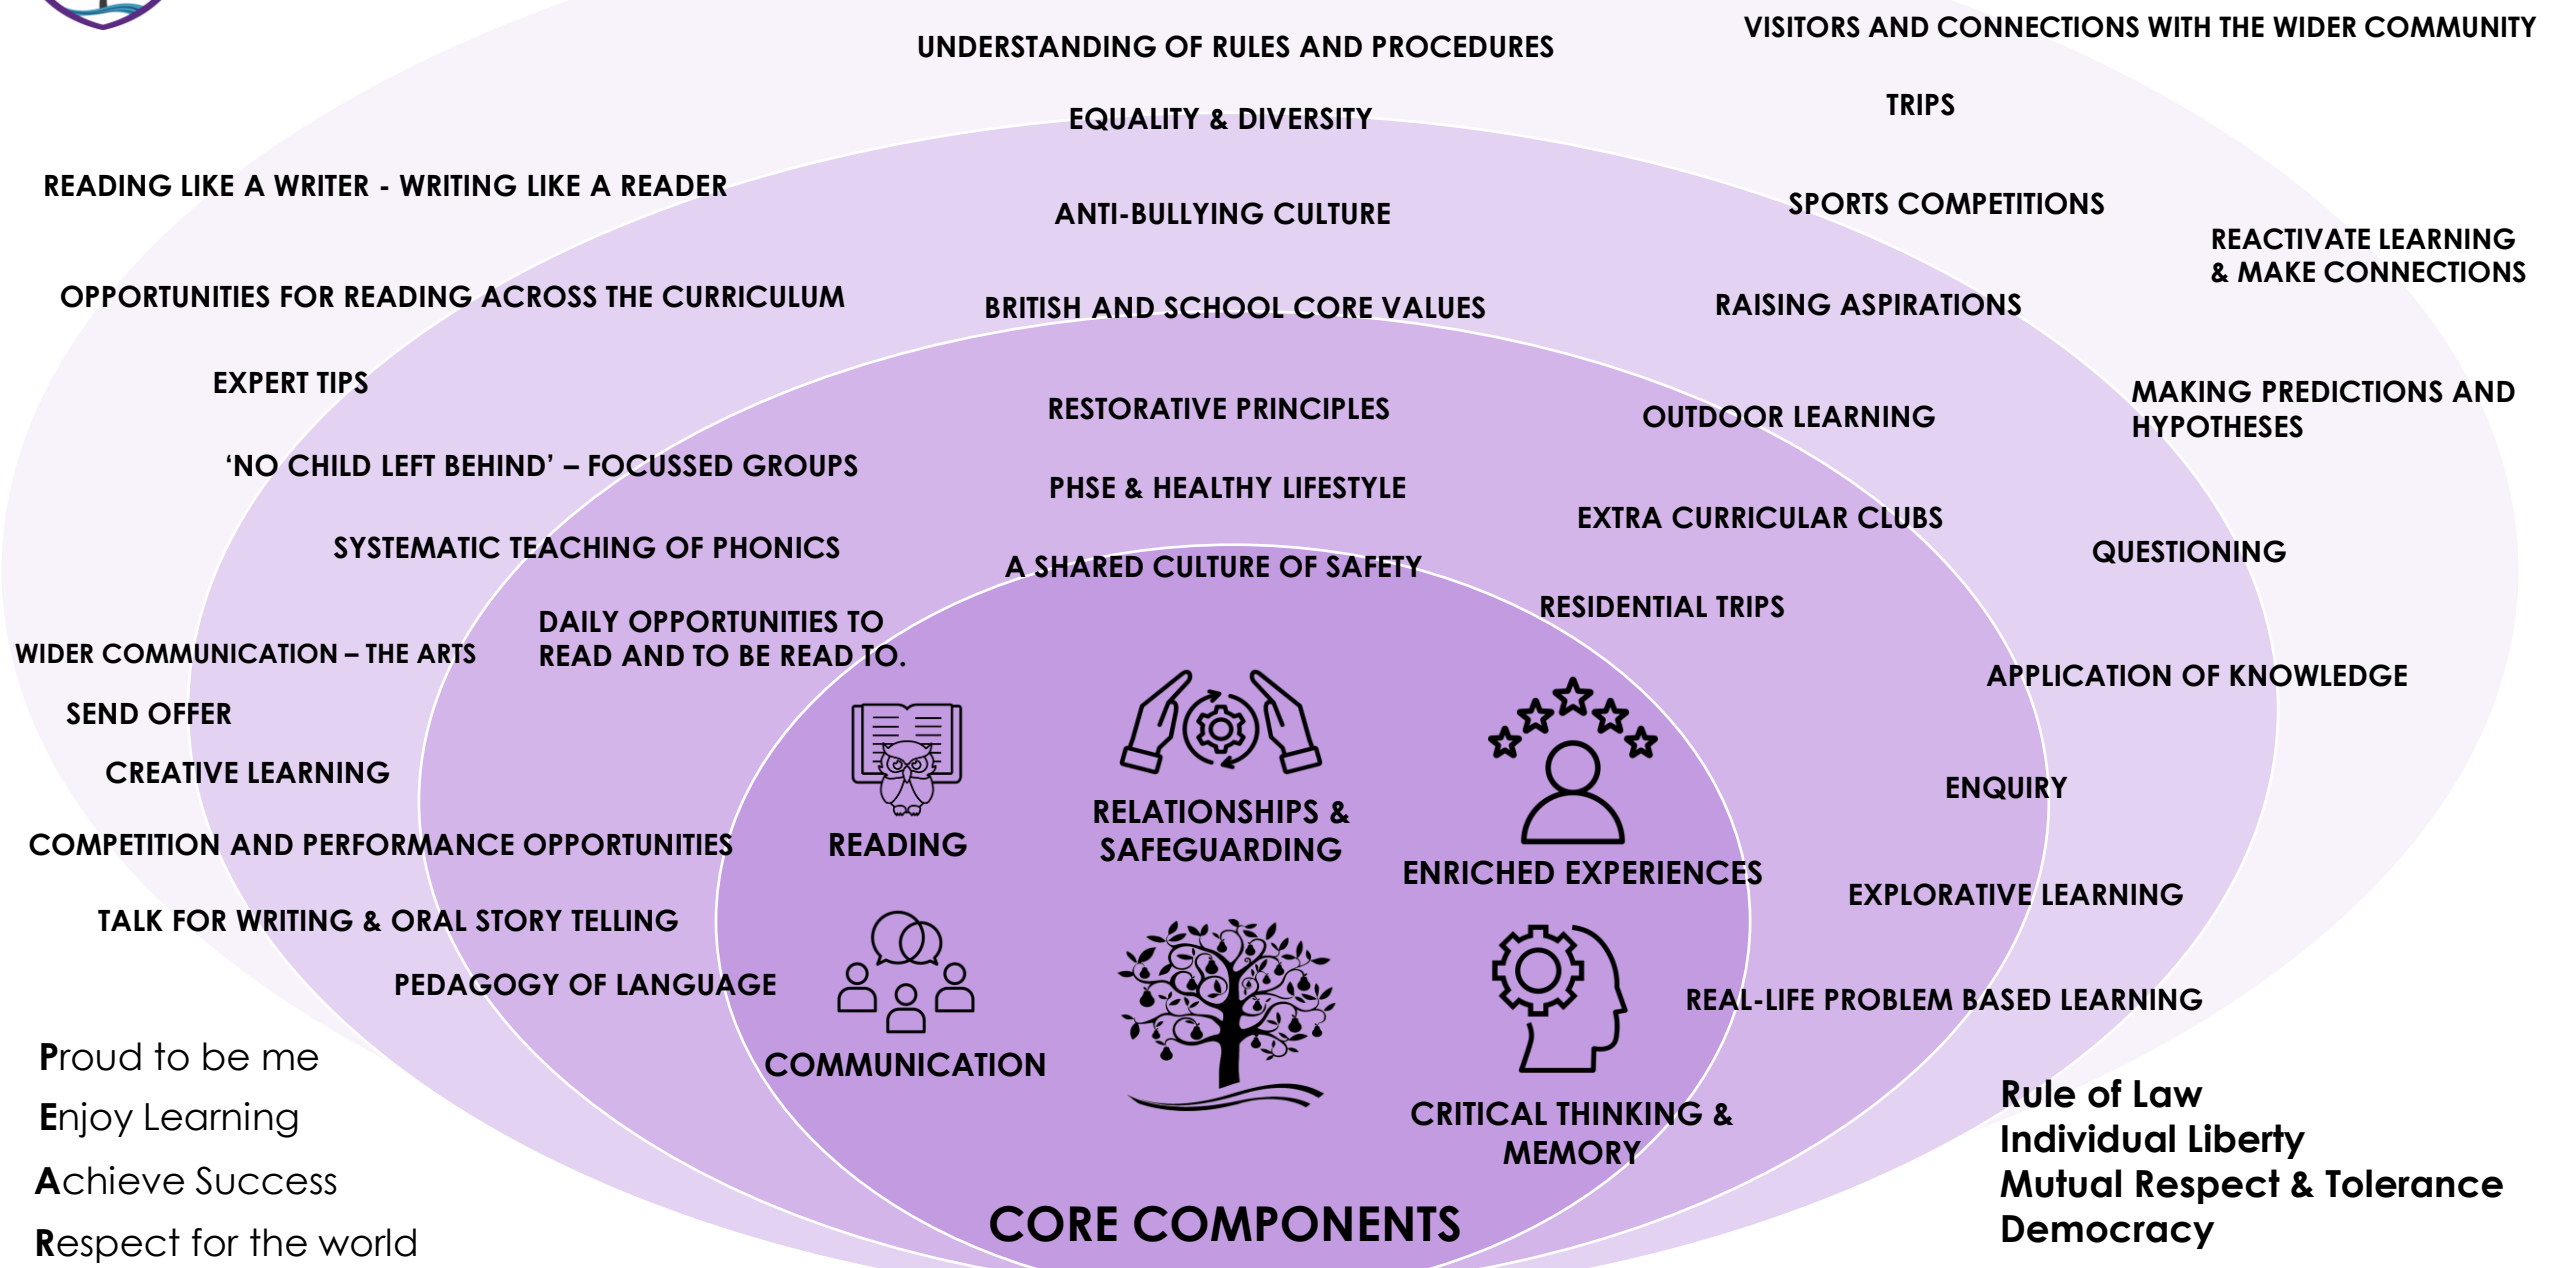 VISITORS AND CONNECTIONS WITH THE WIDER COMMUNITY
UNDERSTANDING OF RULES AND PROCEDURES
TRIPS
EQUALITY & DIVERSITY
READING LIKE A WRITER - WRITING LIKE A READER
SPORTS COMPETITIONS
ANTI-BULLYING CULTURE
REACTIVATE LEARNING
& MAKE CONNECTIONS
OPPORTUNITIES FOR READING ACROSS THE CURRICULUM
BRITISH AND SCHOOL CORE VALUES
RAISING ASPIRATIONS
EXPERT TIPS
MAKING PREDICTIONS AND
HYPOTHESES
RESTORATIVE PRINCIPLES
OUTDOOR LEARNING
‘NO CHILD LEFT BEHIND’ – FOCUSSED GROUPS
PHSE & HEALTHY LIFESTYLE
EXTRA CURRICULAR CLUBS
SYSTEMATIC TEACHING OF PHONICS
QUESTIONING
A SHARED CULTURE OF SAFETY
RESIDENTIAL TRIPS
DAILY OPPORTUNITIES TO
READ AND TO BE READ TO.
WIDER COMMUNICATION – THE ARTS
APPLICATION OF KNOWLEDGE
SEND OFFER
CREATIVE LEARNING
ENQUIRY
COMPETITION AND PERFORMANCE OPPORTUNITIES
READING
RELATIONSHIPS &
SAFEGUARDING
ENRICHED EXPERIENCES
EXPLORATIVE LEARNING
TALK FOR WRITING & ORAL STORY TELLING
PEDAGOGY OF LANGUAGE
REAL-LIFE PROBLEM BASED LEARNING
COMMUNICATION
CRITICAL THINKING &
MEMORY
CORE COMPONENTS
Proud to be me
Enjoy Learning
Achieve Success
Respect for the world
Rule of Law
Individual Liberty
Mutual Respect & Tolerance
Democracy